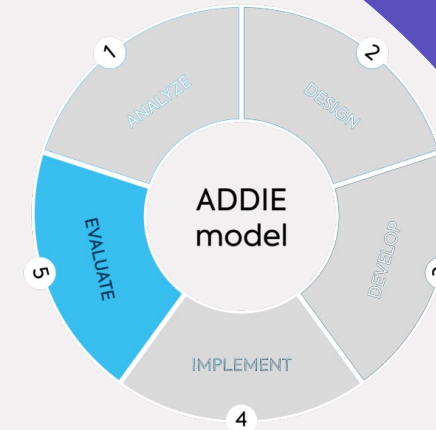 1
ANALYZE
2
DESIGN
DEVELOP
4
IMPLEMENT
5
EVALUATE
ADDIE
model